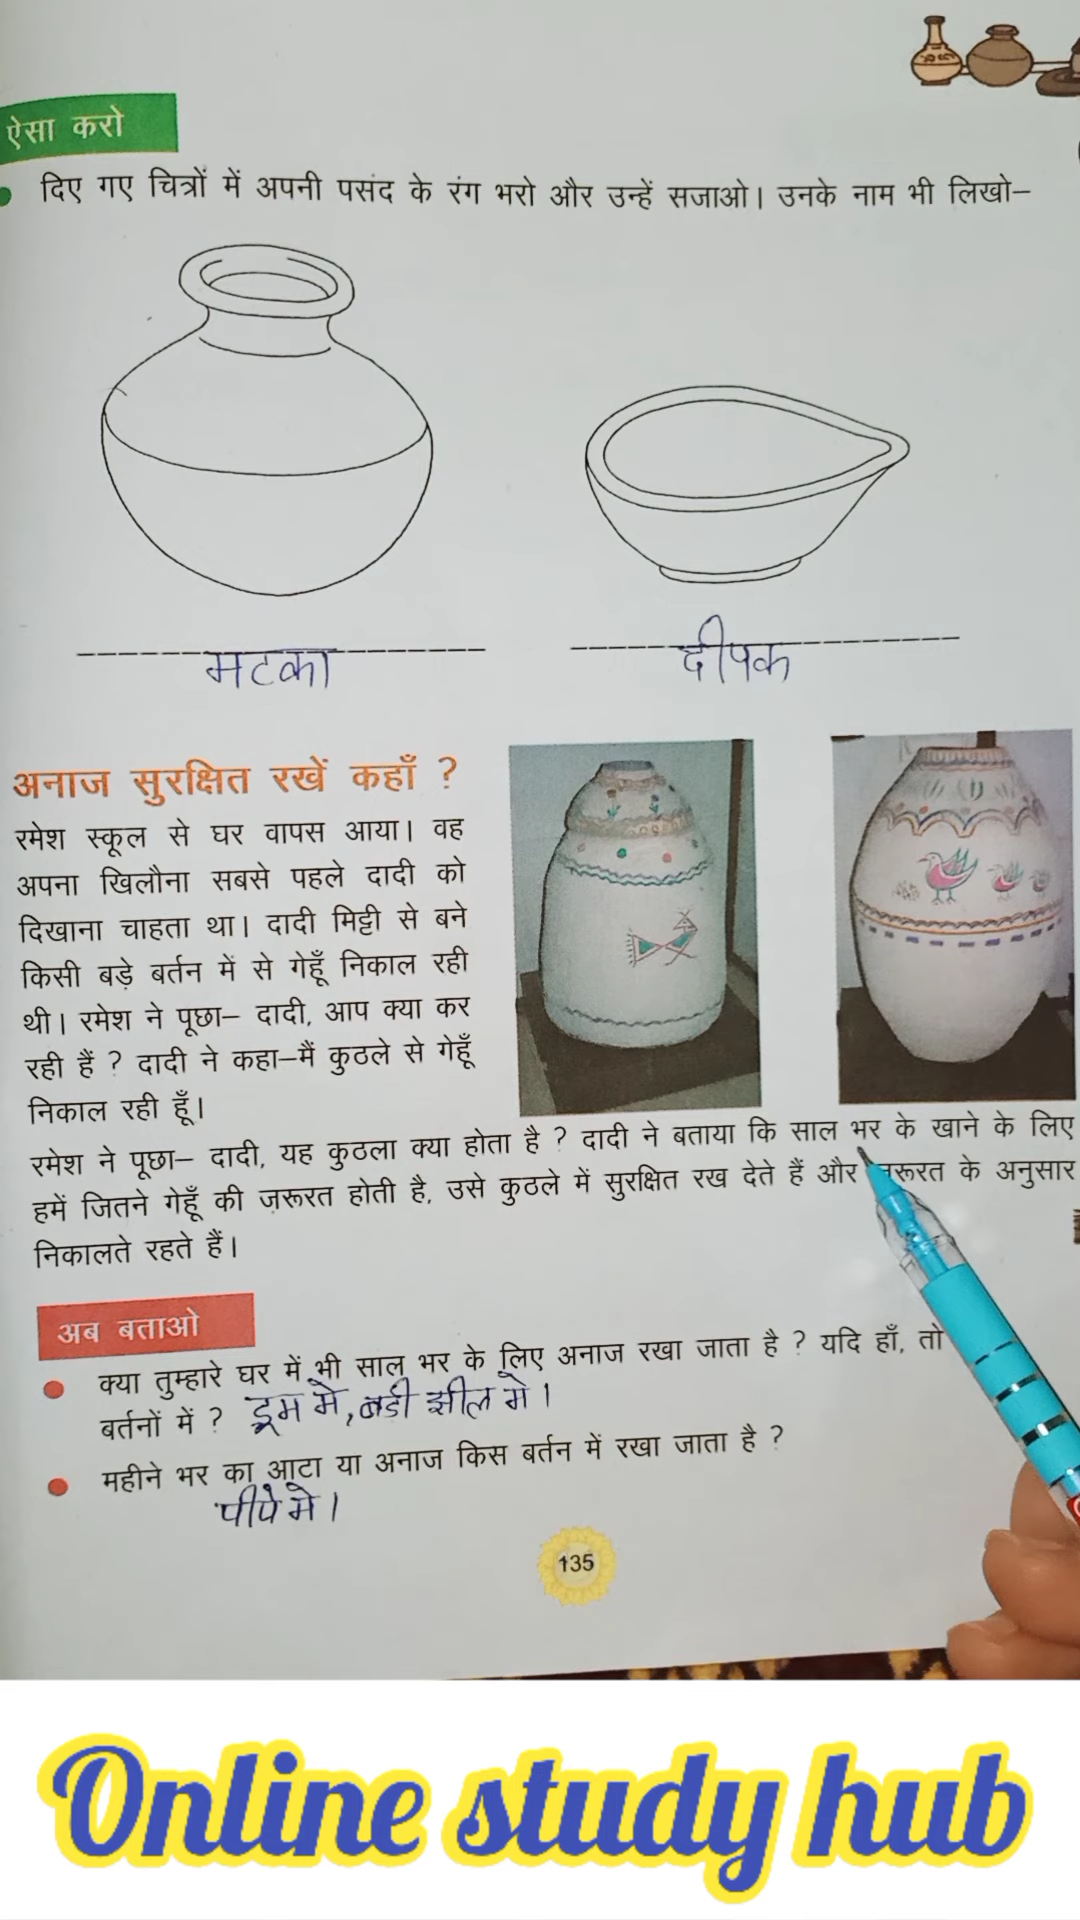 ऐसा करो
दिए गए चित्रों में अपनी पसंद के रंग भरो और उन्हें सजाओ। उनके नाम भी लिखो–
मटका
दीपक
अनाज सुरक्षित रखें कहाँ ?
रमेश स्कूल से घर वापस आया। वह
अपना खिलौना सबसे पहले दादी को
दिखाना चाहता था। दादी मिट्टी से बने
किसी बड़े बर्तन में से गेहूँ निकाल रही
थी। रमेश ने पूछा– दादी, आप क्या कर
रही हैं ? दादी ने कहा–मैं कुठले से गेहूँ
निकाल रही हूँ।
रमेश ने पूछा– दादी, यह कुठला क्या होता है ? दादी ने बताया कि साल भर के खाने के लिए
हमें जितने गेहूँ की ज़रूरत होती है, उसे कुठले में सुरक्षित रख देते हैं और के अनुसार
निकालते रहते हैं।
अब बताओ
क्या तुम्हारे घर में भी साल भर के लिए अनाज रखा जाता है ? यदि हाँ, तो
बर्तनों में ? ड्रम मे, बडी झील मे।
महीने भर का आटा या अनाज किस बर्तन में रखा जाता है ?
पीपे मे।
135
Online study hub